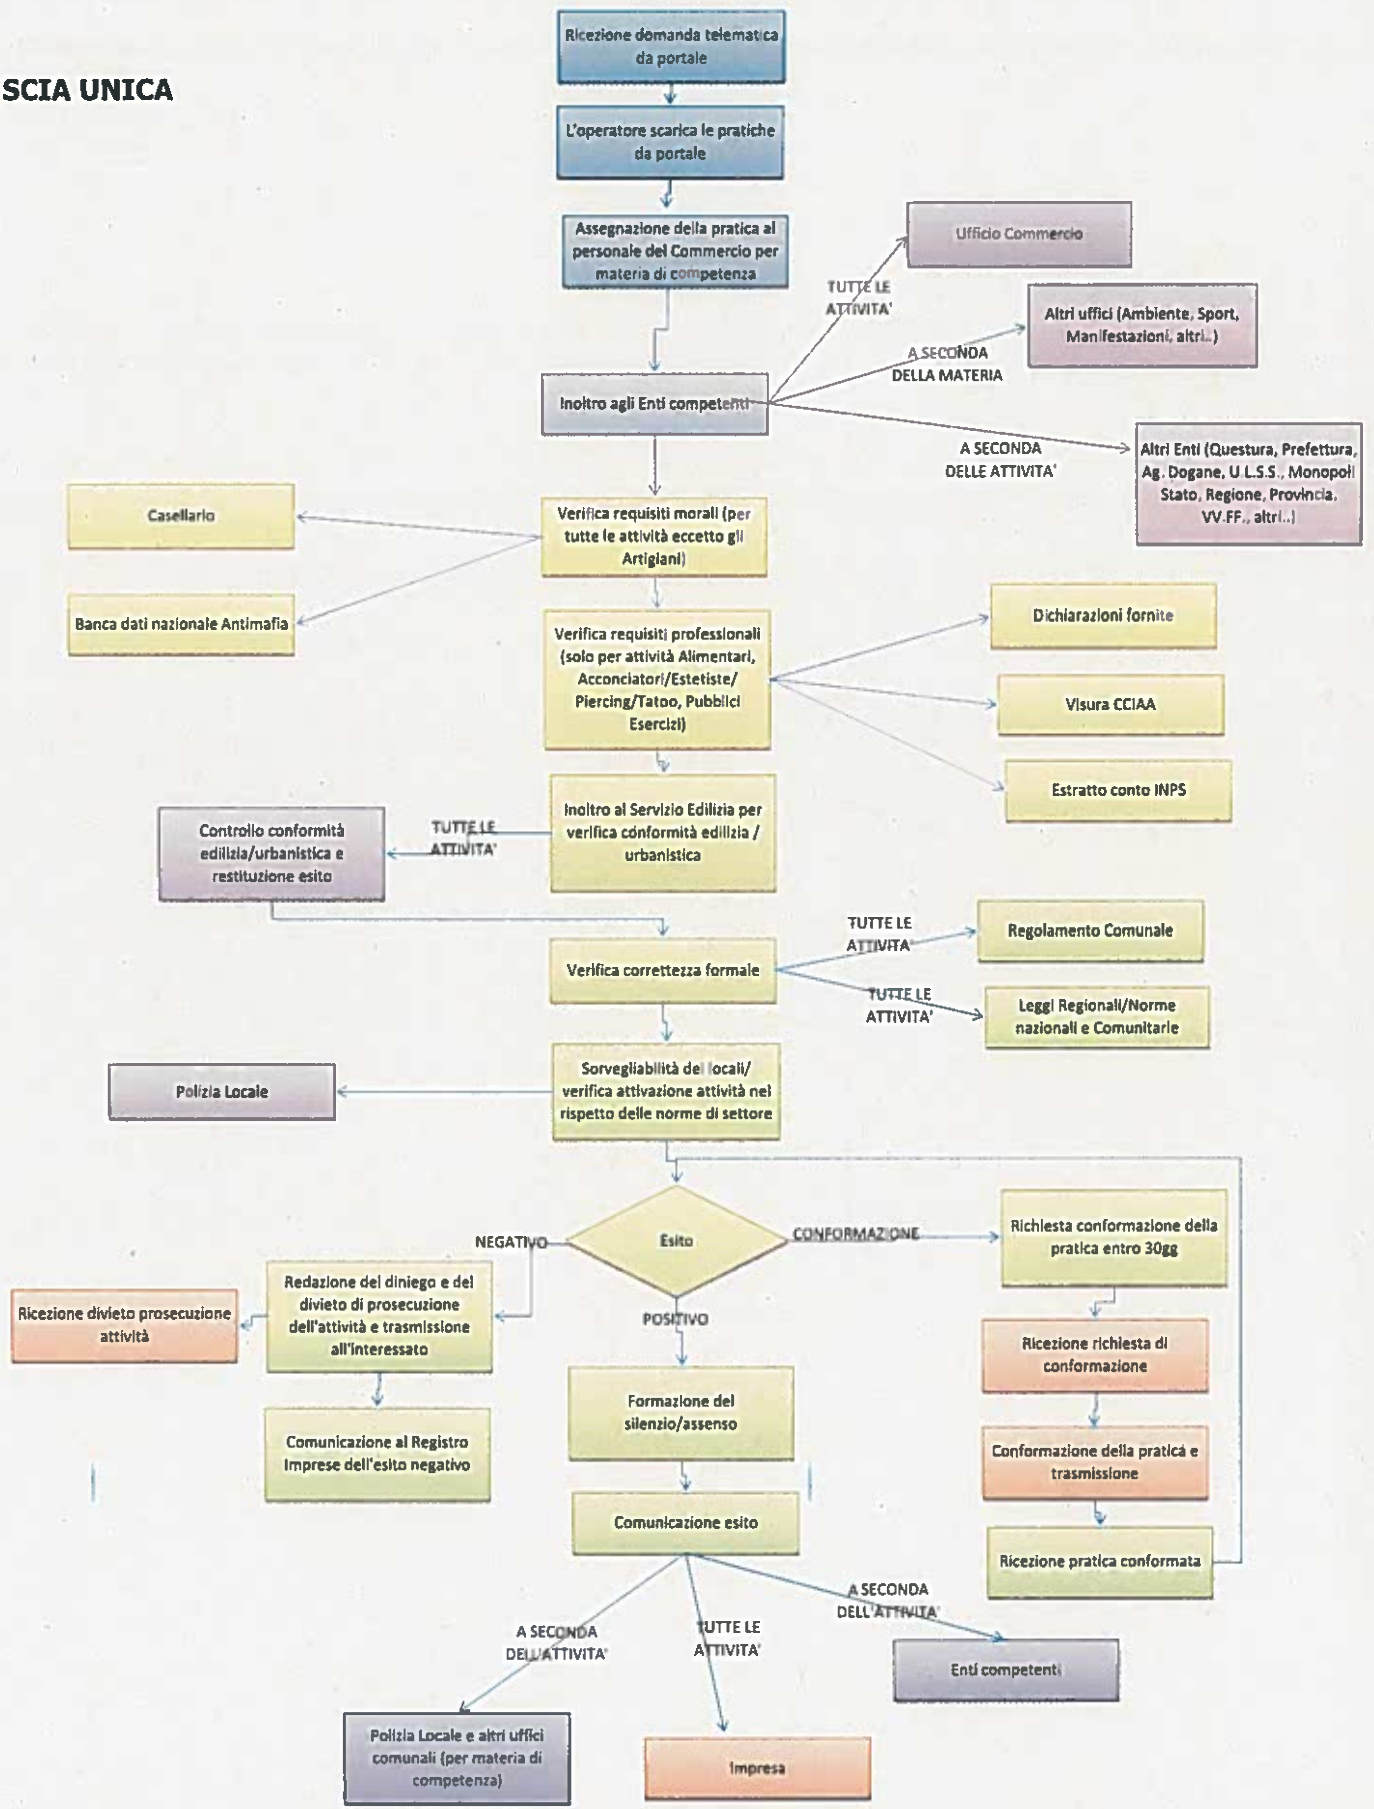 SCIA UNICA
Ricezione domanda telematica
da portale
L'operatore scarica le pratiche
da portale
Assegnazione della pratica al
personale del Commercio per
materia di competenza
Ufficio Commercio
TUTTE LE
ATTIVITA'
Altri uffici (Ambiente, Sport,
Manifestazioni, altri..)
A SECONDA
DELLA MATERIA
Inoltro agli Enti competenti
A SECONDA
DELLE ATTIVITA'
Altri Enti (Questura, Prefettura,
Ag. Dogane, U.L.S.S., Monopoli
Stato, Regione, Provincia,
VV.FF., altri..)
Casellario
Verifica requisiti morali (per
tutte le attività eccetto gli
Artigiani)
Banca dati nazionale Antimafia
Verifica requisiti professionali
(solo per attività Alimentari,
Acconciatori/Estetiste/
Piercing/Tatoo, Pubblici
Esercizi)
Dichiarazioni fornite
Visura CCIAA
Estratto conto INPS
Inoltro al Servizio Edilizia per
verifica conformità edilizia /
urbanistica
TUTTE LE
ATTIVITA'
Controllo conformità
edilizia/urbanistica e
restituzione esito
Verifica correttezza formale
TUTTE LE
ATTIVITA'
Regolamento Comunale
TUTTE LE
ATTIVITA'
Leggi Regionali/Norme
nazionali e Comunitarie
Sorvegliabilità dei locali/
verifica attivazione attività nel
rispetto delle norme di settore
Polizia Locale
Esito
NEGATIVO
CONFORMAZIONE
POSITIVO
Richiesta conformazione della
pratica entro 30gg
Redazione del diniego e del
divieto di prosecuzione
dell'attività e trasmissione
all'interessato
Ricezione divieto prosecuzione
attività
Ricezione richiesta di
conformazione
Formazione del
silenzio/assenso
Comunicazione al Registro
Imprese dell'esito negativo
Conformazione della pratica e
trasmissione
Comunicazione esito
Ricezione pratica conformata
A SECONDA
DELL'ATTIVITA'
TUTTE LE
ATTIVITA'
A SECONDA
DELL'ATTIVITA'
Enti competenti
Polizia Locale e altri uffici
comunali (per materia di
competenza)
Impresa